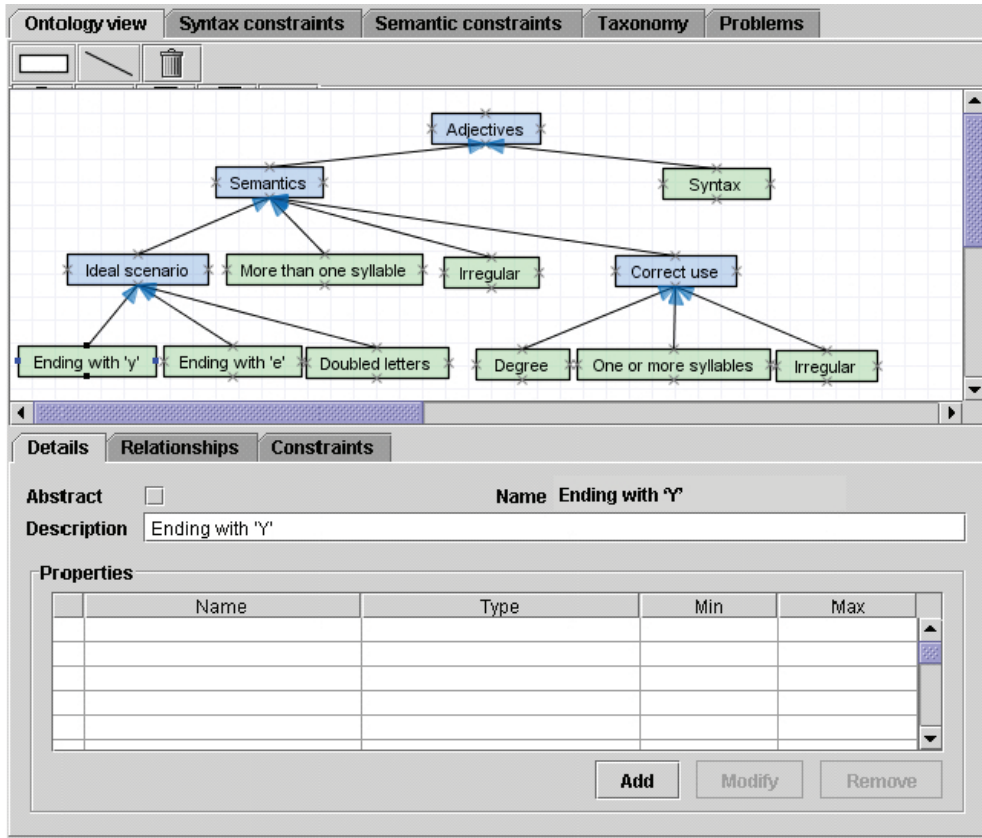 Ontology view Syntax constraints Semantic constraints Taxonomy Problems
Adjectives
Semantics Syntax
Ideal scenario More than one syllable Irregular Correct use
Ending with 'y' Ending with 'e' Doubled letters Degree One or more syllables Irregular
Details Relationships Constraints
Abstract Name Ending with ‘Y’
Description Ending with 'Y'
Properties
Name Type Min Max
Add Modify Remove